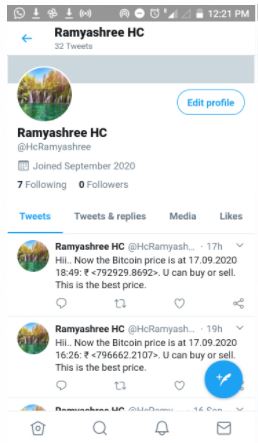 12:21 PM
Ramyashree HC
32 Tweets
Edit profile
Ramyashree HC
@HcRamyashree
Joined September 2020
7 Following 0 Followers
Tweets Tweets & replies Media Likes
Ramyashree HC @HcRamyash... · 17h
Hii.. Now the Bitcoin price is at 17.09.2020
18:49: ₹ <792929.8692>. U can buy or sell.
This is the best price.
Ramyashree HC @HcRamyash... · 19h
Hii.. Now the Bitcoin price is at 17.09.2020
16:26: ₹ <796662.2107>. U can buy or sell.
This is the best price.
Ramyashree HC 16 Sep